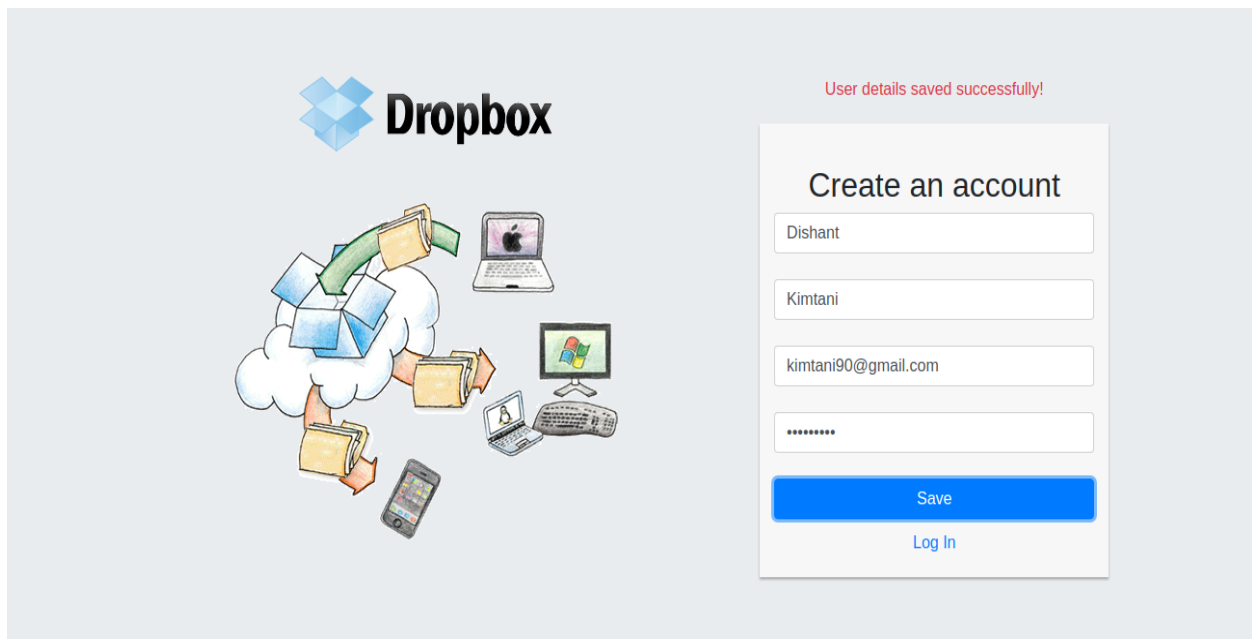 Dropbox
User details saved successfully!
Create an account
Dishant
Kimtani
kimtani90@gmail.com
•••••••••
Save
Log In